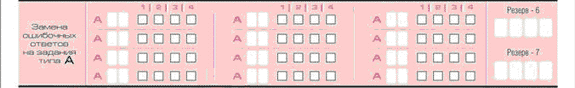 Замена
ошибочных
ответов
на задания
типа А
1 | 2 | 3 | 4
А
А
А
А
1 | 2 | 3 | 4
А
А
А
А
1 | 2 | 3 | 4
А
А
А
А
Резерв - 6
Резерв - 7